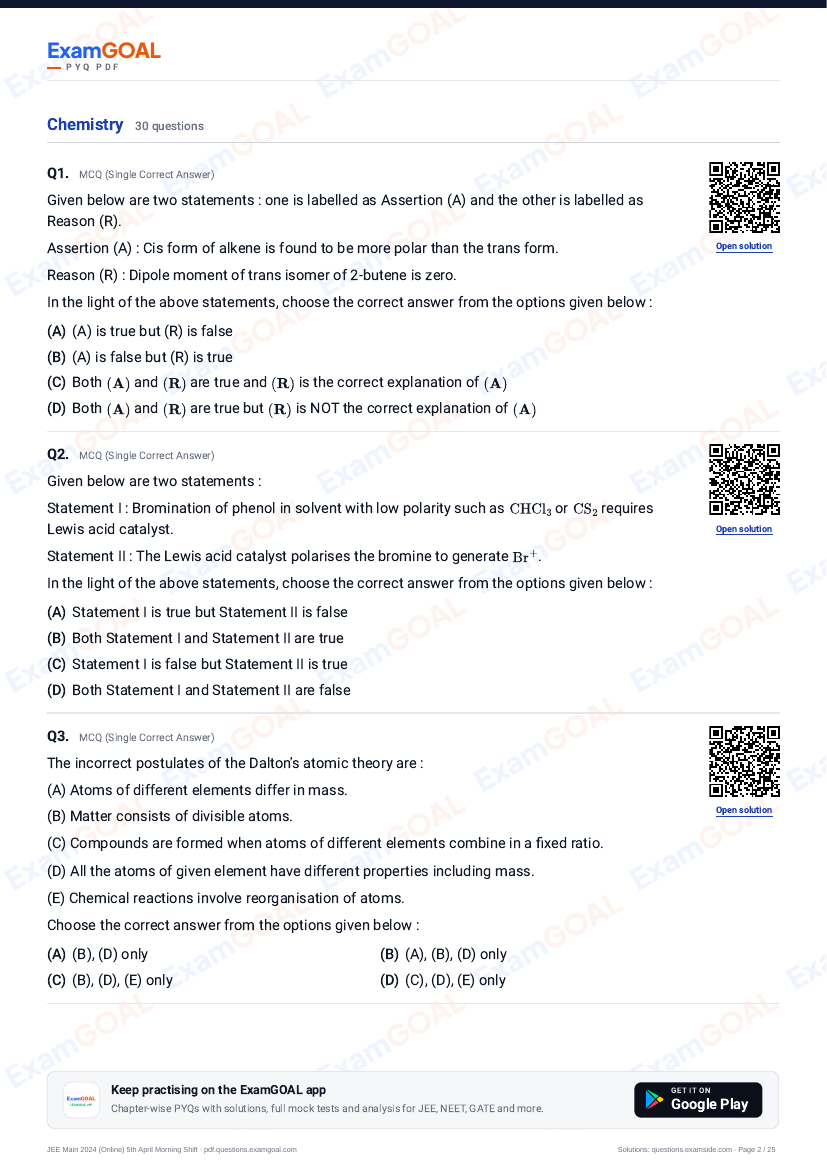 ExamGOAL
PYQ PDF
Chemistry 30 questions
Q1. MCQ (Single Correct Answer)
Given below are two statements : one is labelled as Assertion (A) and the other is labelled as
Reason (R).
Open solution
Assertion (A) : Cis form of alkene is found to be more polar than the trans form.
Reason (R) : Dipole moment of trans isomer of 2-butene is zero.
In the light of the above statements, choose the correct answer from the options given below :
(A) (A) is true but (R) is false
(B) (A) is false but (R) is true
(C) Both (A) and (R) are true and (R) is the correct explanation of (A)
(D) Both (A) and (R) are true but (R) is NOT the correct explanation of (A)
Q2. MCQ (Single Correct Answer)
Given below are two statements :
Statement I : Bromination of phenol in solvent with low polarity such as CHCl₃ or CS₂ requires
Lewis acid catalyst.
Open solution
Statement II : The Lewis acid catalyst polarises the bromine to generate Br⁺.
In the light of the above statements, choose the correct answer from the options given below :
(A) Statement I is true but Statement II is false
(B) Both Statement I and Statement II are true
(C) Statement I is false but Statement II is true
(D) Both Statement I and Statement II are false
Q3. MCQ (Single Correct Answer)
The incorrect postulates of the Dalton's atomic theory are :
(A) Atoms of different elements differ in mass.
Open solution
(B) Matter consists of divisible atoms.
(C) Compounds are formed when atoms of different elements combine in a fixed ratio.
(D) All the atoms of given element have different properties including mass.
(E) Chemical reactions involve reorganisation of atoms.
Choose the correct answer from the options given below :
(A) (B), (D) only (B) (A), (B), (D) only
(C) (B), (D), (E) only (D) (C), (D), (E) only
Keep practising on the ExamGOAL app
Chapter-wise PYQs with solutions, full mock tests and analysis for JEE, NEET, GATE and more.
ExamGOAL
GET IT ON
Google Play
JEE Main 2024 (Online) 5th April Morning Shift · pdf.questions.examgoal.com
Solutions: questions.examside.com · Page 2 / 25